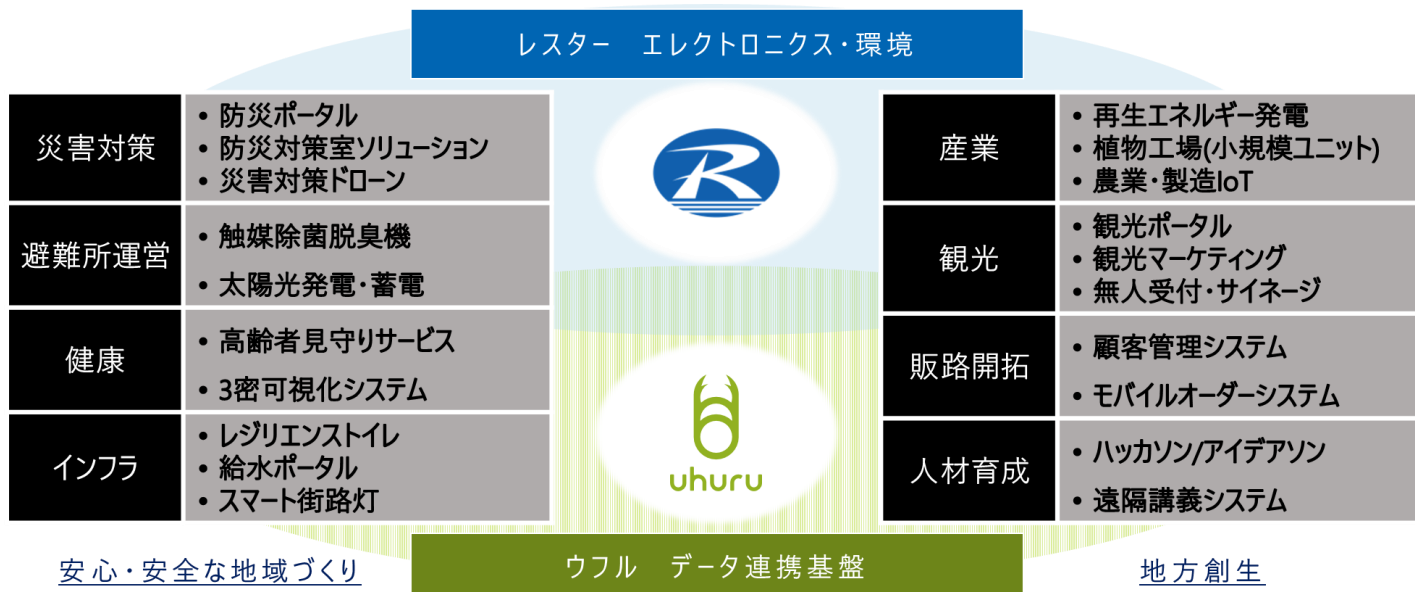 レスター エレクトロニクス・環境
災害対策
• 防災ポータル
• 防災対策室ソリューション
• 災害対策ドローン
避難所運営
• 触媒除菌脱臭機
• 太陽光発電・蓄電
健康
• 高齢者見守りサービス
• 3密可視化システム
インフラ
• レジリエンストイレ
• 給水ポータル
• スマート街路灯
安心・安全な地域づくり
R
uhuru
産業
• 再生エネルギー発電
• 植物工場(小規模ユニット)
• 農業・製造IoT
観光
• 観光ポータル
• 観光マーケティング
• 無人受付・サイネージ
販路開拓
• 顧客管理システム
• モバイルオーダーシステム
人材育成
• ハッカソン/アイデアソン
• 遠隔講義システム
地方創生
ウフル データ連携基盤